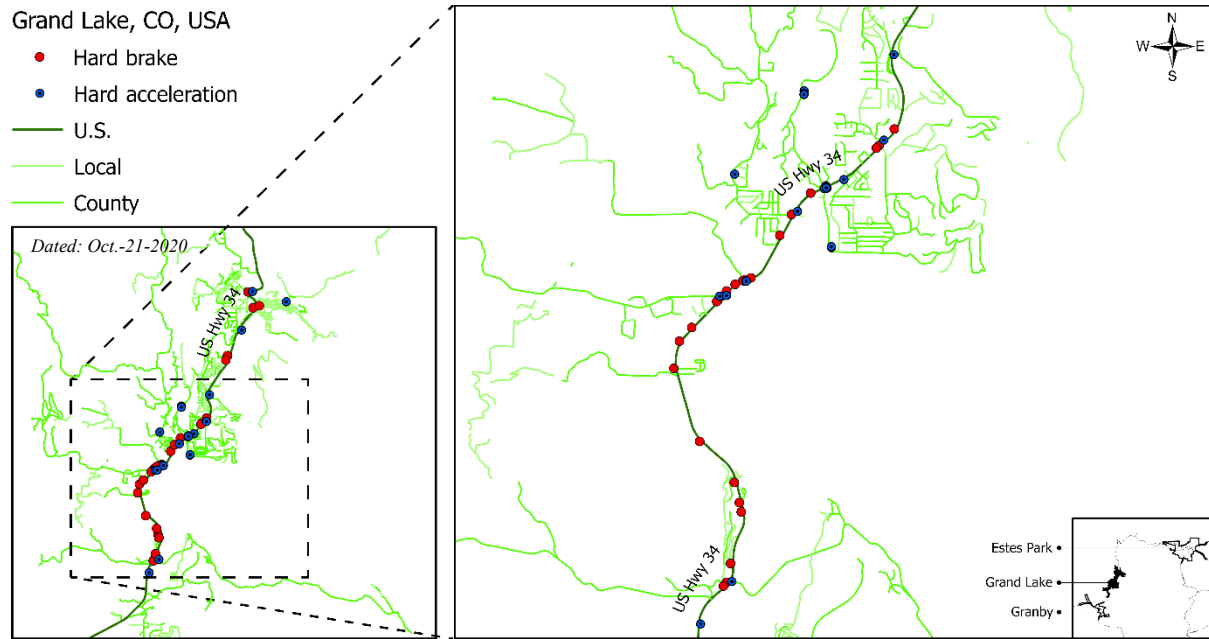 Grand Lake, CO, USA
Hard brake
Hard acceleration
U.S.
Local
County
Dated: Oct.-21-2020
US Hwy 34
US Hwy 34
US Hwy 34
N
W E
S
Estes Park
Grand Lake
Granby